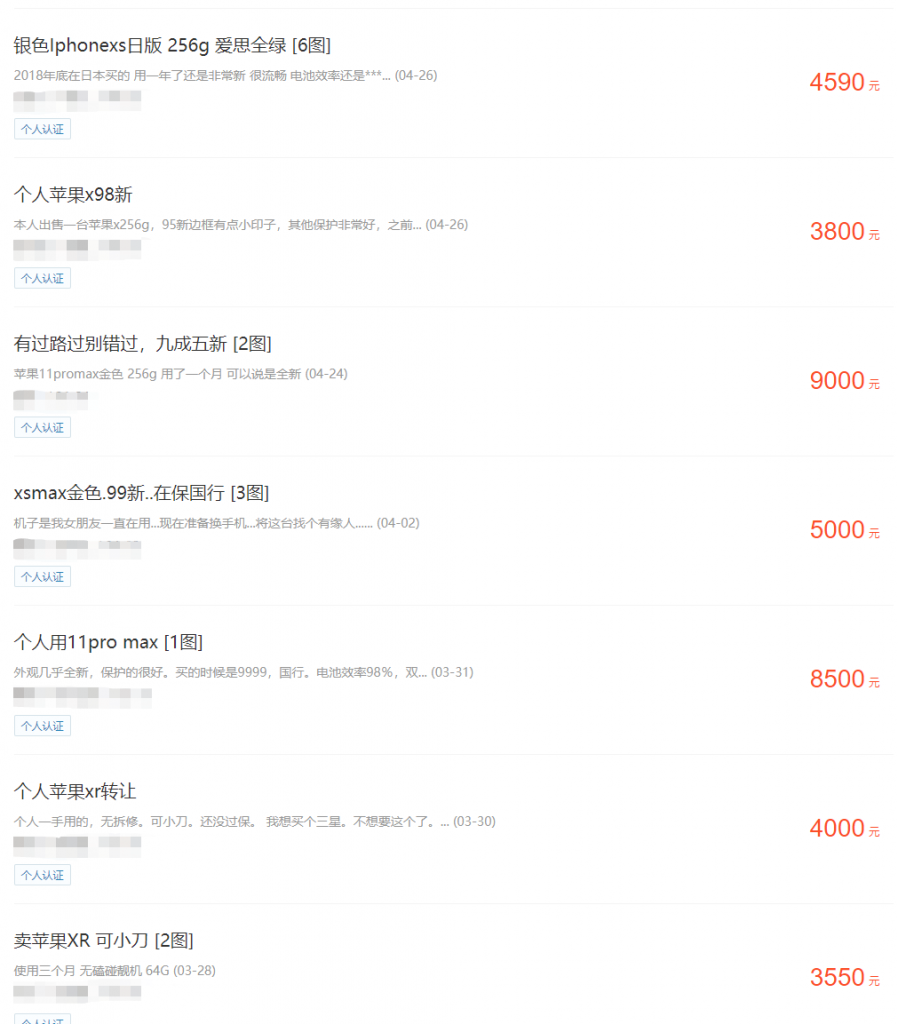 银色Iphonexs日版 256g 爱思全绿 [6图]
2018年底在日本买的 用一年了还是非常新 很流畅 电池效率还是***... (04-26)
4590 元
个人认证
个人苹果x98新
本人出售一台苹果x256g，95新边框有点小印子，其他保护非常好，之前... (04-26)
3800 元
个人认证
有过路过别错过，九成五新 [2图]
苹果11promax金色 256g 用了一个月 可以说是全新 (04-24)
9000 元
个人认证
xsmax金色.99新..在保国行 [3图]
机子是我女朋友一直在用...现在准备换手机...将这台找个有缘人...... (04-02)
5000 元
个人认证
个人用11pro max [1图]
外观几乎全新，保护的很好。买的时候是9999，国行。电池效率98%，双... (03-31)
8500 元
个人认证
个人苹果xr转让
个人一手用的，无拆修。可小刀。还没过保。 我想买个三星。不想要这个了。... (03-30)
4000 元
个人认证
卖苹果XR 可小刀 [2图]
使用三个月 无磕碰靓机 64G (03-28)
3550 元
个人认证